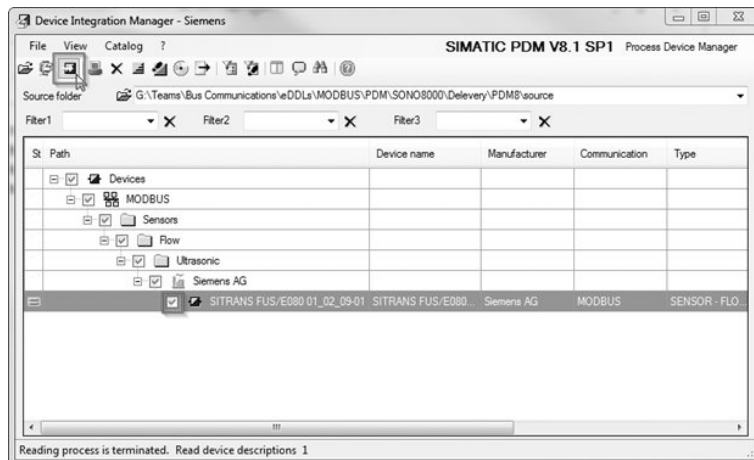 Device Integration Manager - Siemens
File View Catalog ? SIMATIC PDM V8.1 SP1 Process Device Manager
Source folder G:\Teams\Bus Communications\eDDLs\MODBUS\PDM\SONO8000\Delevery\PDM8\source
Filter1 Filter2 Filter3
St Path Device name Manufacturer Communication Type
Devices
MODBUS
Sensors
Flow
Ultrasonic
Siemens AG
SITRANS FUS/E080 01_02_09-01 SITRANS FUS/E080... Siemens AG MODBUS SENSOR - FLO...
Reading process is terminated. Read device descriptions 1